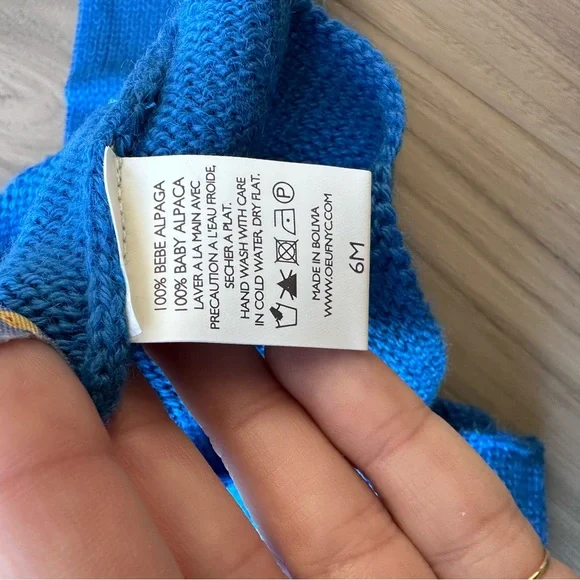 100% BEBE ALPAGA
100% BABY ALPACA
LAVER A LA MAIN AVEC
PRECAUTION A L'EAU FROIDE,
SECHER A PLAT.
HAND WASH WITH CARE
IN COLD WATER, DRY FLAT.
P
MADE IN BOLIVIA
WWW.OEUFNYC.COM
6M